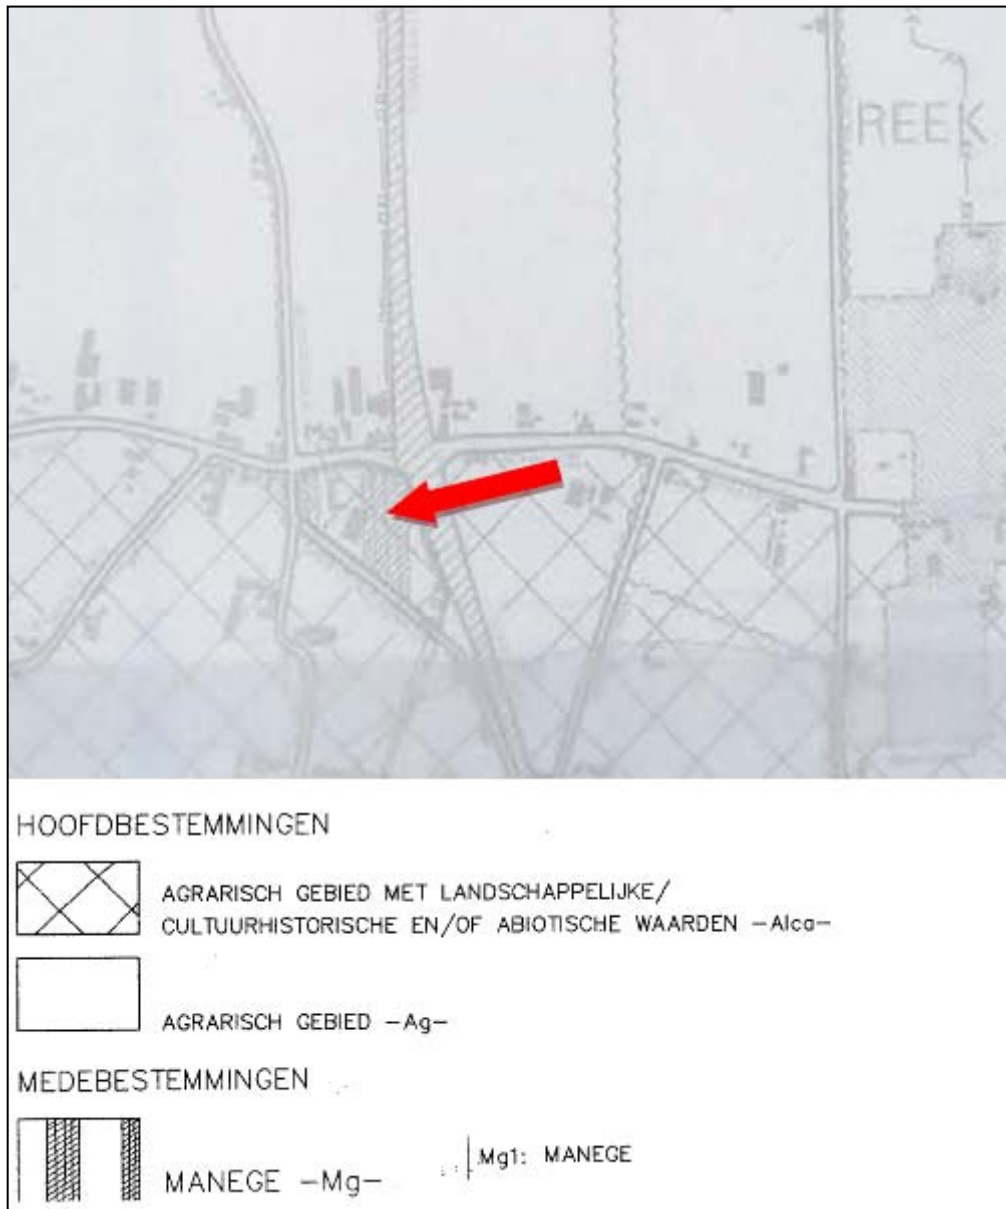 REEK
Mg1
HOOFDBESTEMMINGEN
AGRARISCH GEBIED MET LANDSCHAPPELIJKE/
CULTUURHISTORISCHE EN/OF ABIOTISCHE WAARDEN -Alca-
AGRARISCH GEBIED -Ag-
MEDEBESTEMMINGEN
MANEGE -Mg-
Mg1: MANEGE